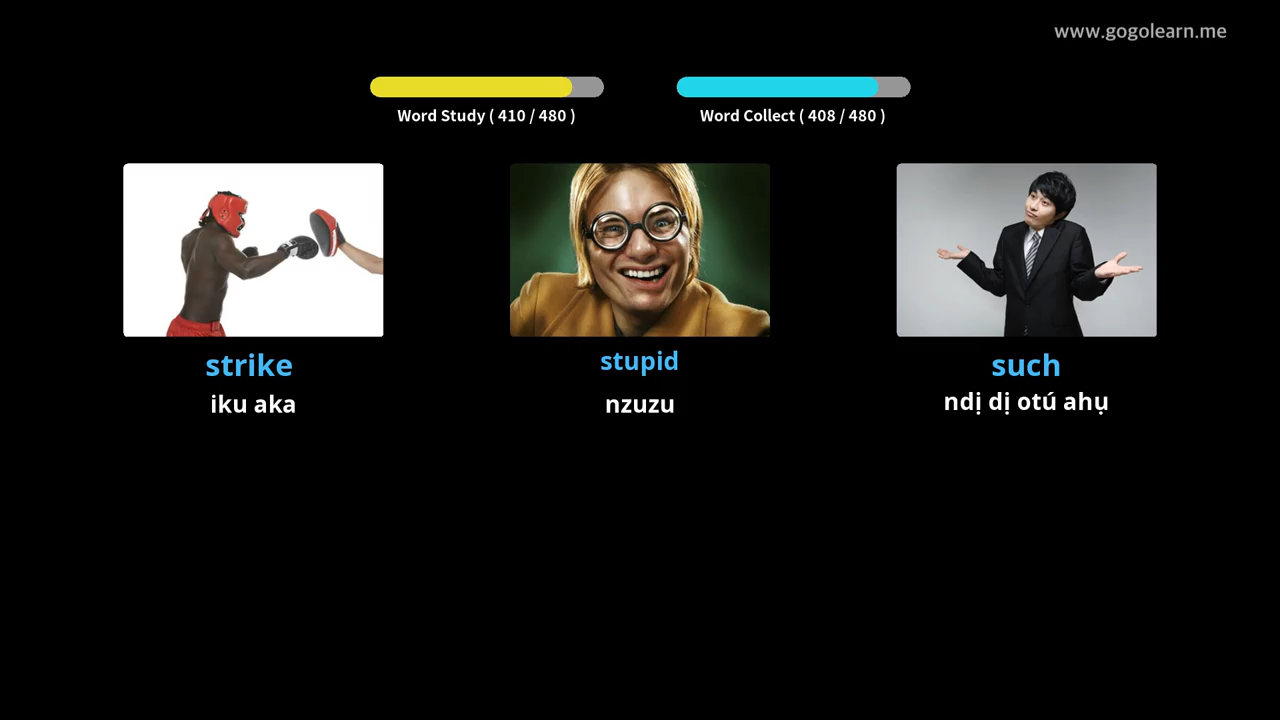 www.gogolearn.me
Word Study ( 410 / 480 )
Word Collect ( 408 / 480 )
strike
stupid
such
iku aka
nzuzu
ndị dị otú ahụ